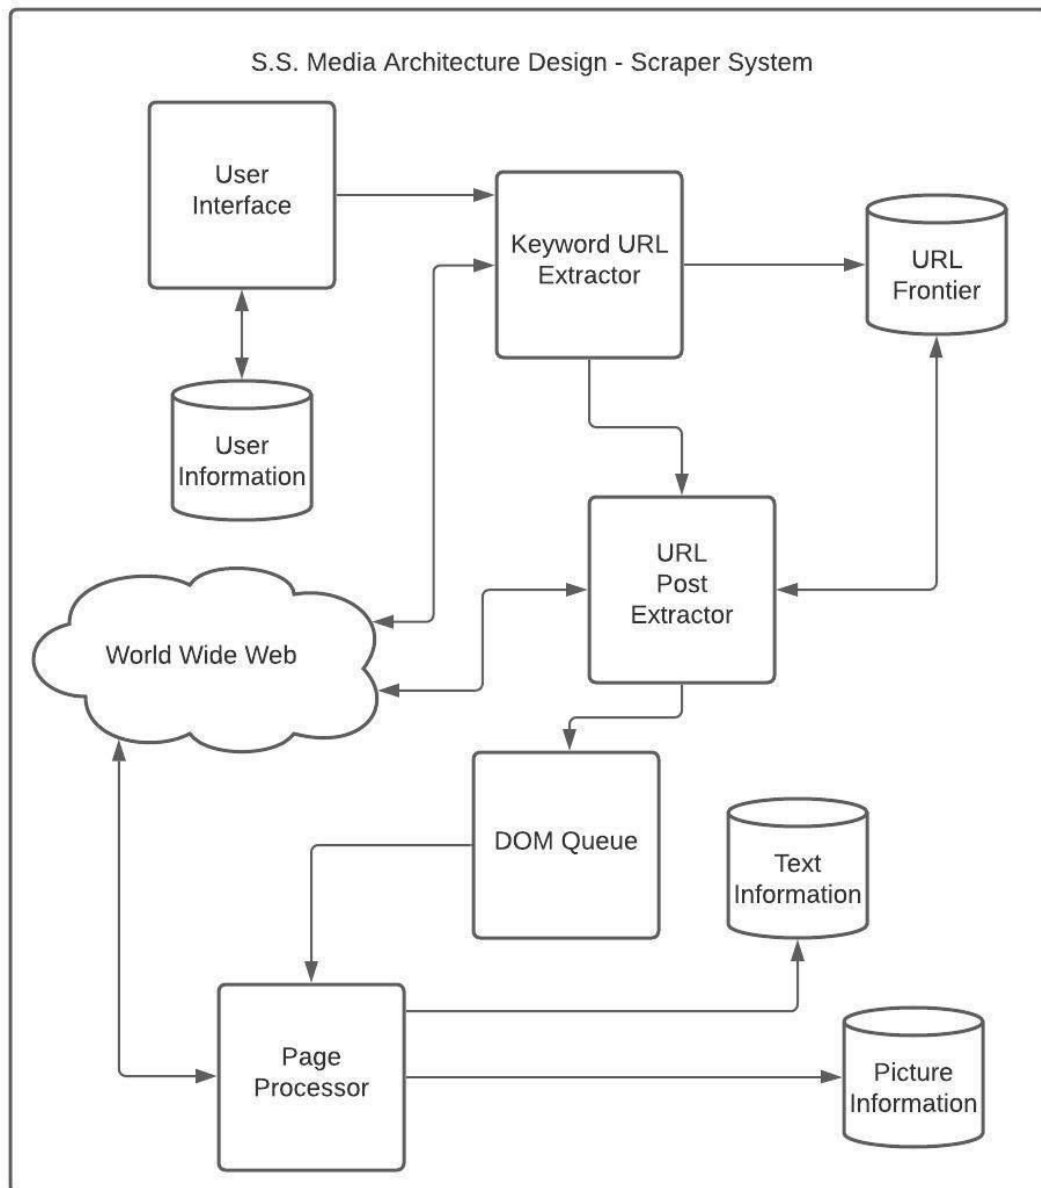 S.S. Media Architecture Design - Scraper System
User
Interface
Keyword URL
Extractor
URL
Frontier
User
Information
URL
Post
Extractor
World Wide Web
DOM Queue
Text
Information
Page
Processor
Picture
Information